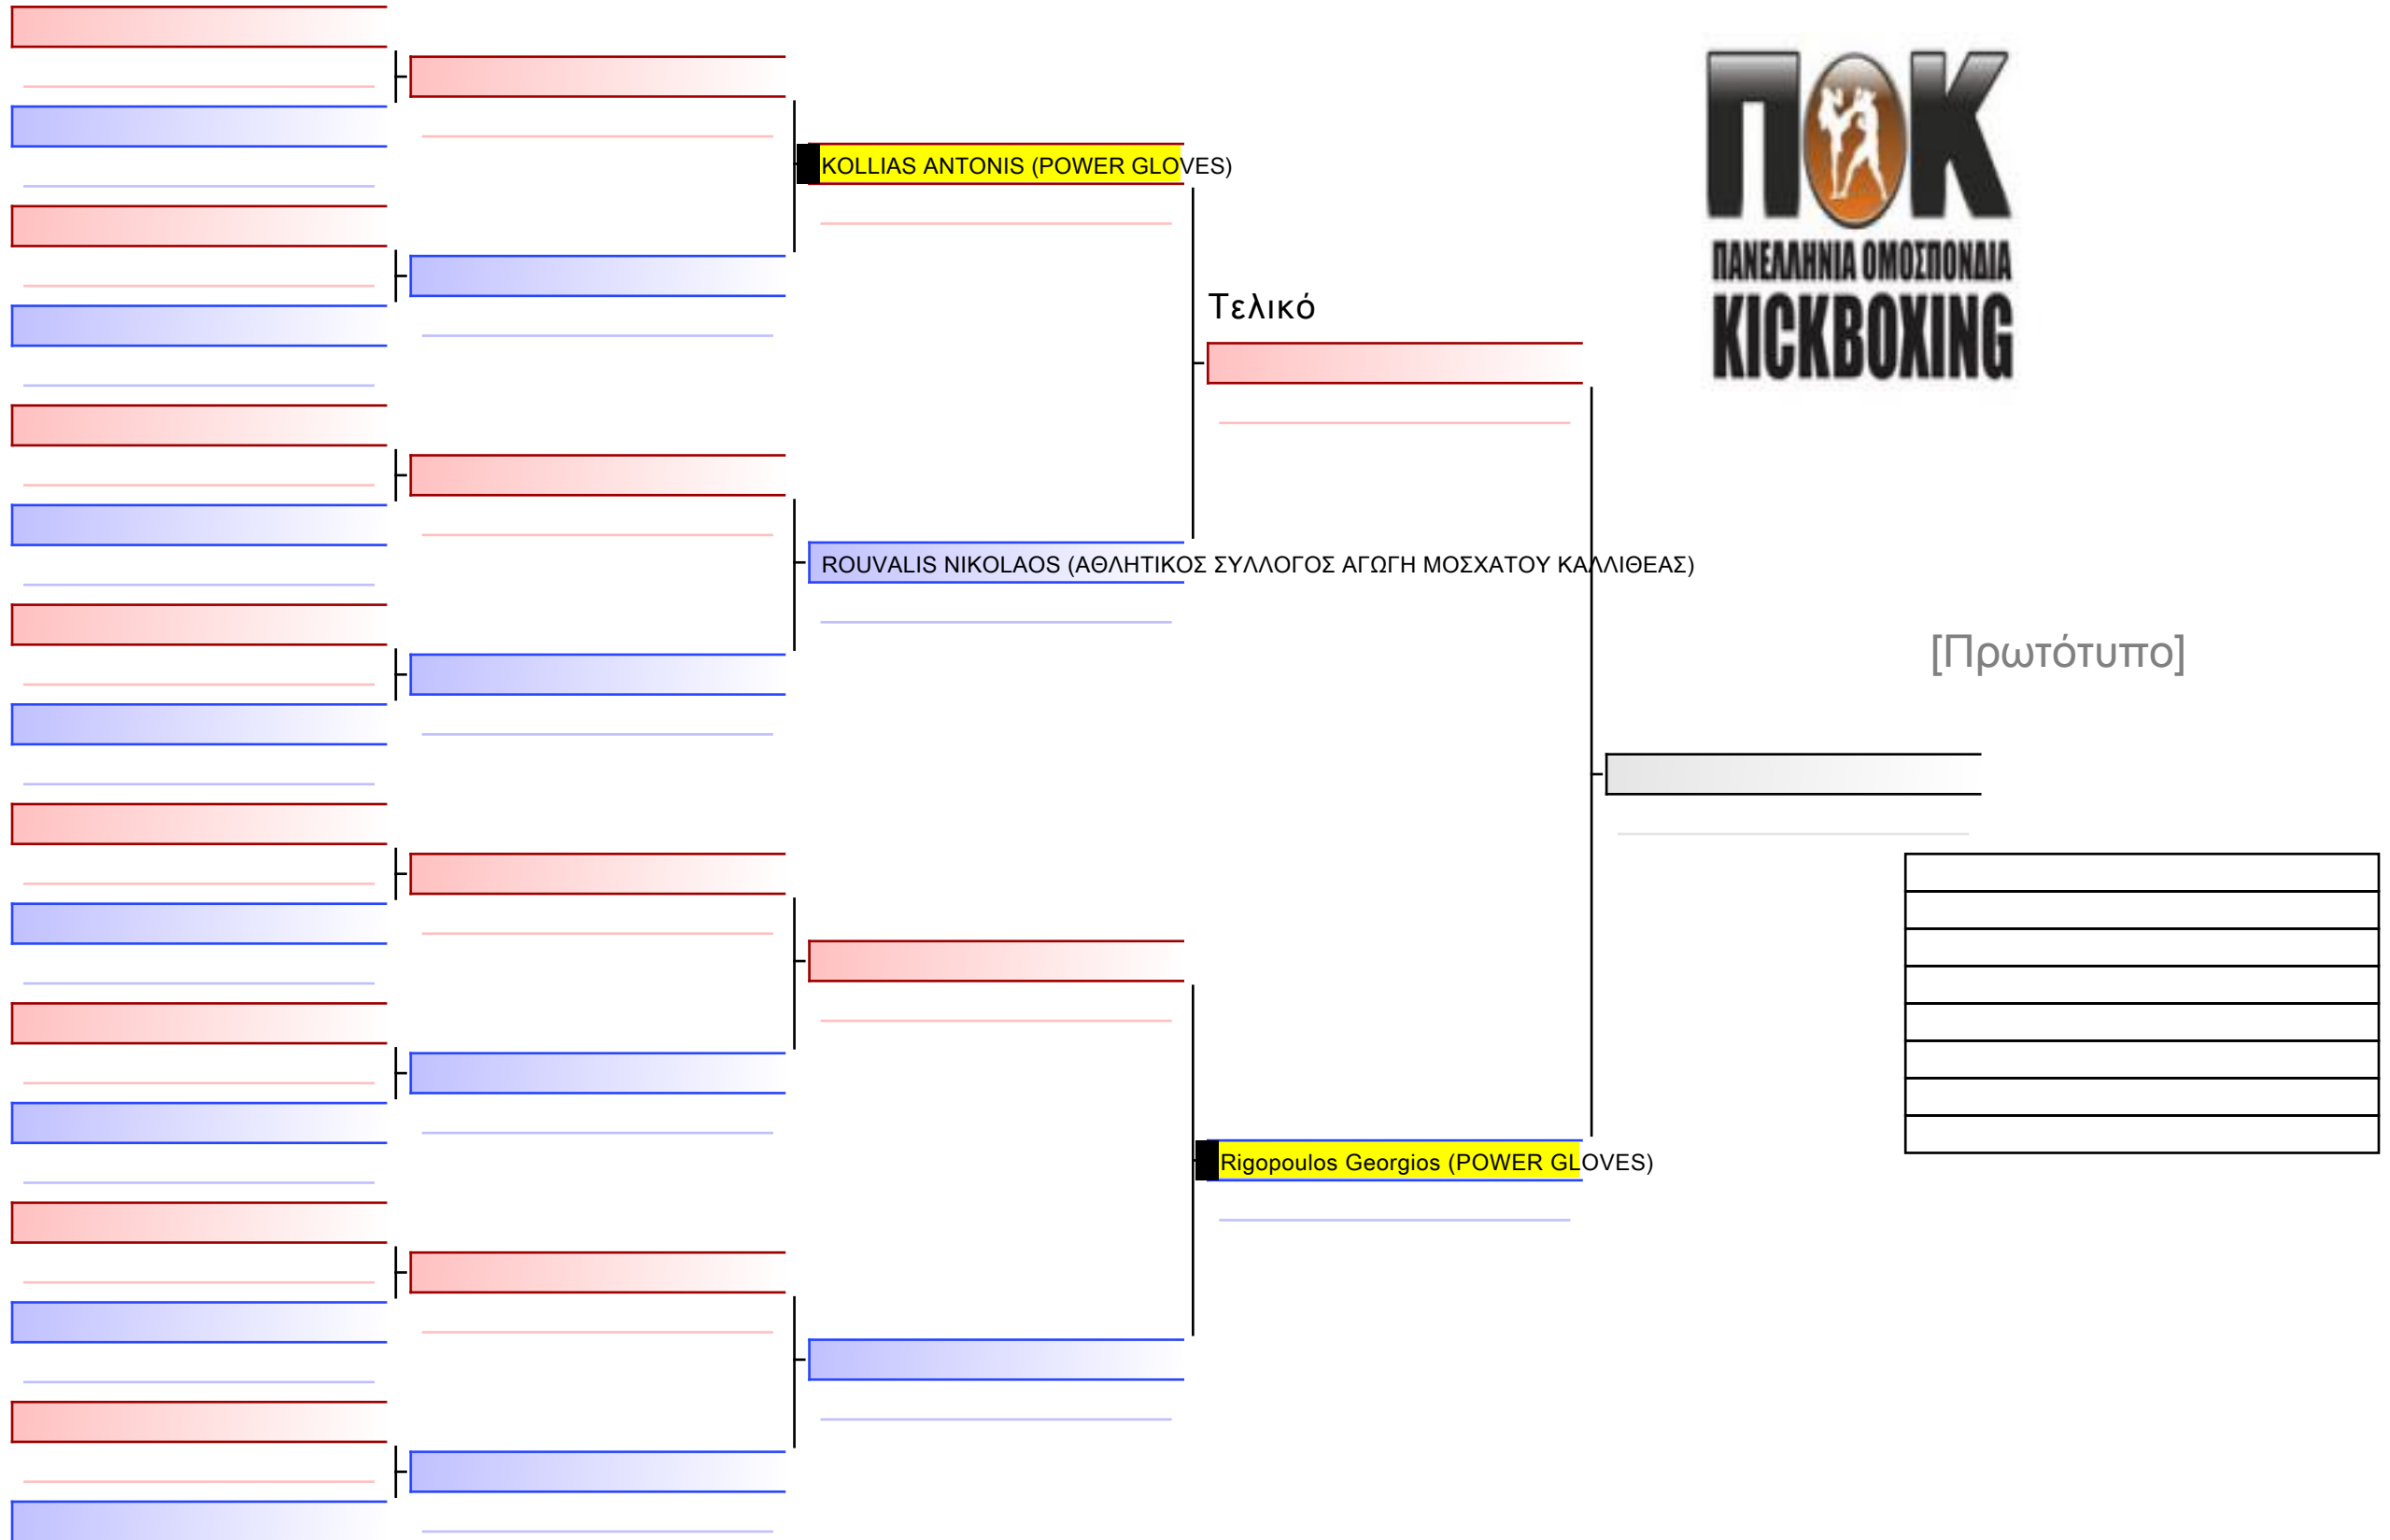 ΠΟΚ
ΠΑΝΕΛΛΗΝΙΑ ΟΜΟΣΠΟΝΔΙΑ
KICKBOXING
KOLLIAS ANTONIS (POWER GLOVES)
Τελικό
ROUVALIS NIKOLAOS (ΑΘΛΗΤΙΚΟΣ ΣΥΛΛΟΓΟΣ ΑΓΩΓΗ ΜΟΣΧΑΤΟΥ ΚΑΛΛΙΘΕΑΣ)
[Πρωτότυπο]
Rigopoulos Georgios (POWER GLOVES)